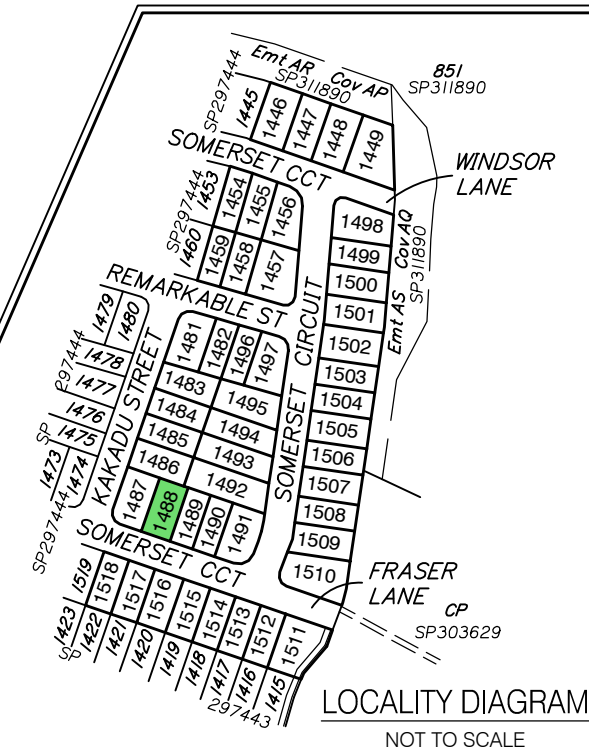 Emt AR
Cov AP
SP311890
851
SP311890
SP297444
1445
1446
1447
1448
1449
SOMERSET CCT
WINDSOR
LANE
SP297444
1453
1454
1455
1456
1460
1459
1458
1457
1498
1499
1500
1501
1502
1503
1504
1505
1506
1507
1508
1509
1510
Emt AS
Cov AQ
SP311890
REMARKABLE ST
SOMERSET CIRCUIT
KAKADU STREET
1479
1480
1478
1477
1476
1475
1473
1474
SP
297444
SP297444
1481
1482
1496
1497
1483
1495
1484
1494
1485
1493
1486
1492
1487
1488
1489
1490
1491
SOMERSET CCT
FRASER
LANE
CP
SP303629
1519
1518
1517
1516
1515
1514
1513
1512
1511
1423
1422
1421
1420
1419
1418
1417
1416
1415
SP
297443
LOCALITY DIAGRAM
NOT TO SCALE